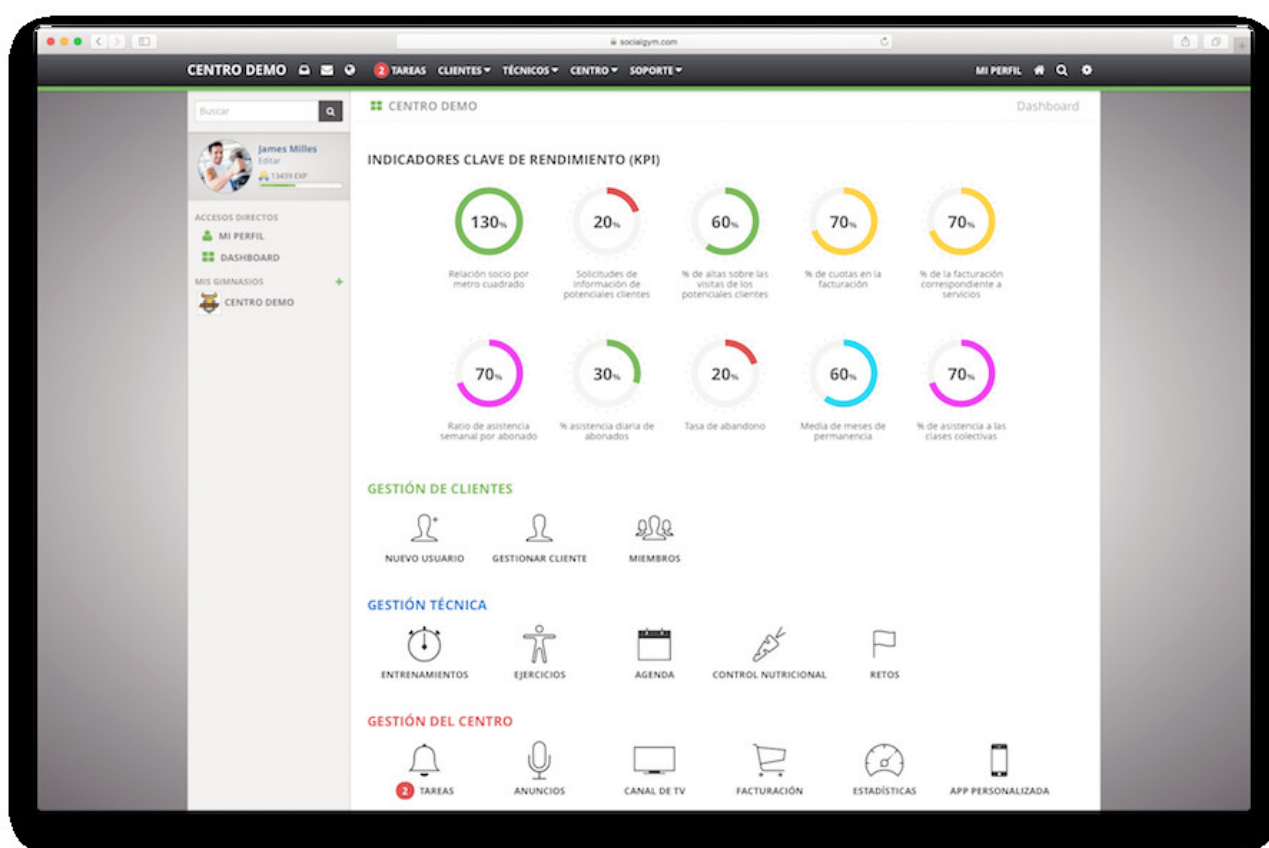 socialgym.com
CENTRO DEMO 2 TAREAS CLIENTES TÉCNICOS CENTRO SOPORTE MI PERFIL
Buscar
CENTRO DEMO Dashboard
James Milles
Editar
13439 EXP
ACCESOS DIRECTOS
MI PERFIL
DASHBOARD
MIS GIMNASIOS +
CENTRO DEMO
INDICADORES CLAVE DE RENDIMIENTO (KPI)
130% 20% 60% 70% 70%
Relación socio por
metro cuadrado
Solicitudes de
información de
potenciales clientes
% de altas sobre las
visitas de los
potenciales clientes
% de cuotas en la
facturación
% de la facturación
correspondiente a
servicios
70% 30% 20% 60% 70%
Ratio de asistencia
semanal por abonado
% asistencia diaria de
abonados
Tasa de abandono
Media de meses de
permanencia
% de asistencia a las
clases colectivas
GESTIÓN DE CLIENTES
NUEVO USUARIO GESTIONAR CLIENTE MIEMBROS
GESTIÓN TÉCNICA
ENTRENAMIENTOS EJERCICIOS AGENDA CONTROL NUTRICIONAL RETOS
GESTIÓN DEL CENTRO
2 TAREAS ANUNCIOS CANAL DE TV FACTURACIÓN ESTADÍSTICAS APP PERSONALIZADA